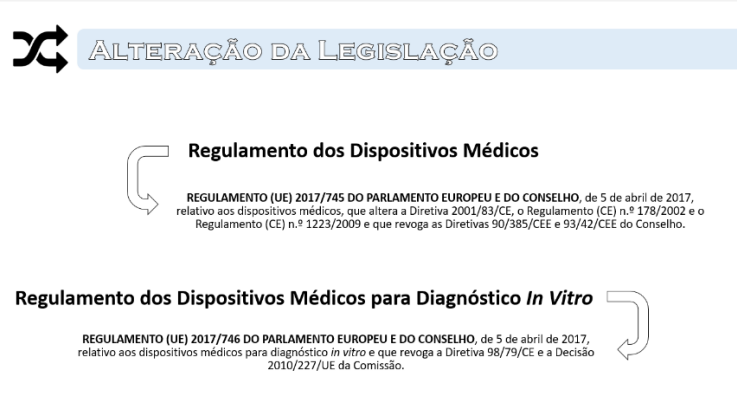 Alteração da Legislação
Regulamento dos Dispositivos Médicos
REGULAMENTO (UE) 2017/745 DO PARLAMENTO EUROPEU E DO CONSELHO, de 5 de abril de 2017,
relativo aos dispositivos médicos, que altera a Diretiva 2001/83/CE, o Regulamento (CE) n.º 178/2002 e o
Regulamento (CE) n.º 1223/2009 e que revoga as Diretivas 90/385/CEE e 93/42/CEE do Conselho.
Regulamento dos Dispositivos Médicos para Diagnóstico In Vitro
REGULAMENTO (UE) 2017/746 DO PARLAMENTO EUROPEU E DO CONSELHO, de 5 de abril de 2017,
relativo aos dispositivos médicos para diagnóstico in vitro e que revoga a Diretiva 98/79/CE e a Decisão
2010/227/UE da Comissão.